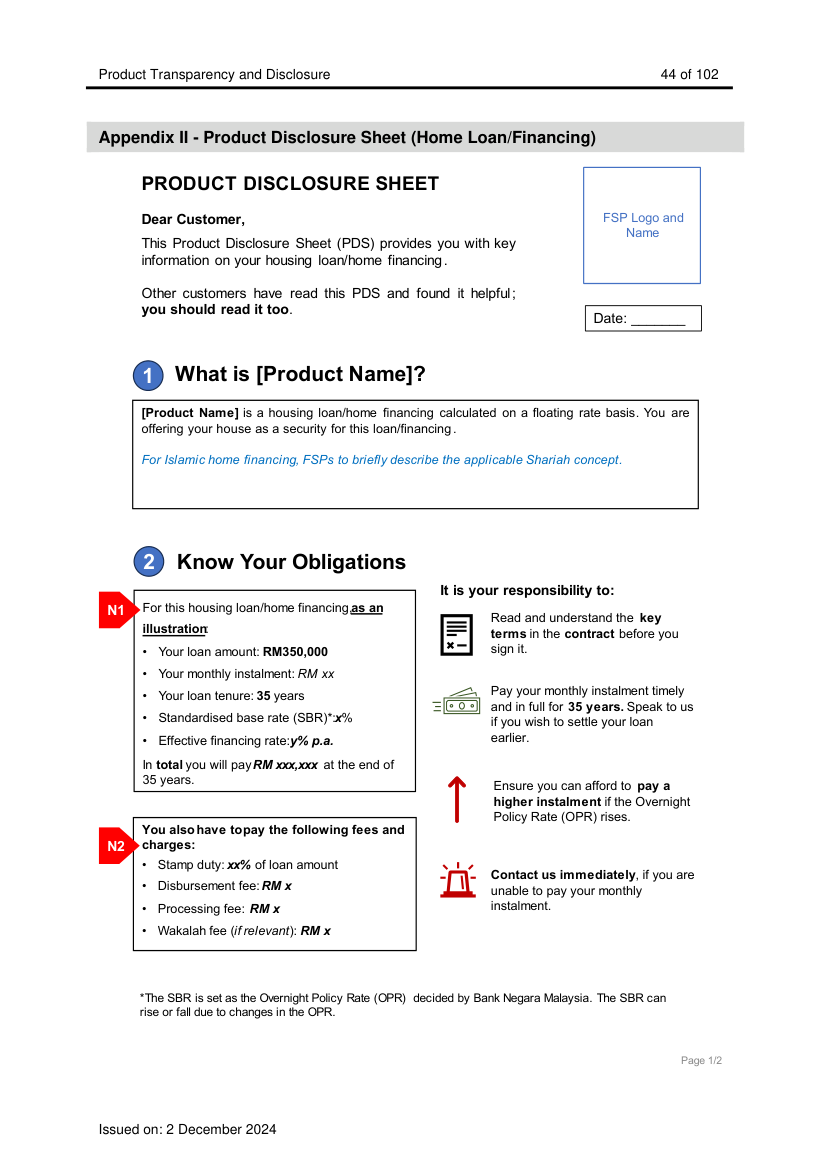 Product Transparency and Disclosure 44 of 102
Appendix II - Product Disclosure Sheet (Home Loan/Financing)
PRODUCT DISCLOSURE SHEET
FSP Logo and
Name
Dear Customer,
This Product Disclosure Sheet (PDS) provides you with key
information on your housing loan/home financing.
Other customers have read this PDS and found it helpful;
you should read it too.
Date: _______
1 What is [Product Name]?
[Product Name] is a housing loan/home financing calculated on a floating rate basis. You are
offering your house as a security for this loan/financing.
For Islamic home financing, FSPs to briefly describe the applicable Shariah concept.
2 Know Your Obligations
N1
For this housing loan/home financing,as an
illustration:
• Your loan amount: RM350,000
• Your monthly instalment: RM xx
• Your loan tenure: 35 years
• Standardised base rate (SBR)*:x%
• Effective financing rate:y% p.a.
In total you will pay RM xxx,xxx at the end of
35 years.
N2
You also have to pay the following fees and
charges:
• Stamp duty: xx% of loan amount
• Disbursement fee: RM x
• Processing fee: RM x
• Wakalah fee (if relevant): RM x
It is your responsibility to:
Read and understand the key
terms in the contract before you
sign it.
Pay your monthly instalment timely
and in full for 35 years. Speak to us
if you wish to settle your loan
earlier.
Ensure you can afford to pay a
higher instalment if the Overnight
Policy Rate (OPR) rises.
Contact us immediately, if you are
unable to pay your monthly
instalment.
*The SBR is set as the Overnight Policy Rate (OPR) decided by Bank Negara Malaysia. The SBR can
rise or fall due to changes in the OPR.
Page 1/2
Issued on: 2 December 2024